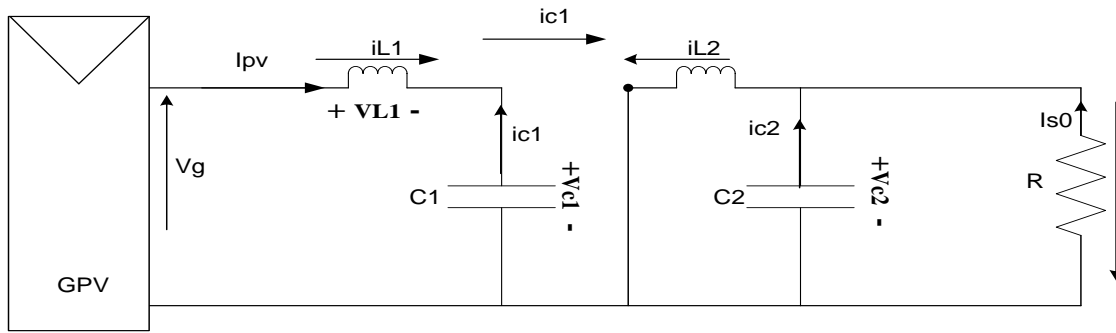 ic1
iL1
iL2
Ipv
+ VL1 -
ic1
ic2
Is0
Vg
+Vc1 -
+Vc2 -
C1
C2
R
GPV